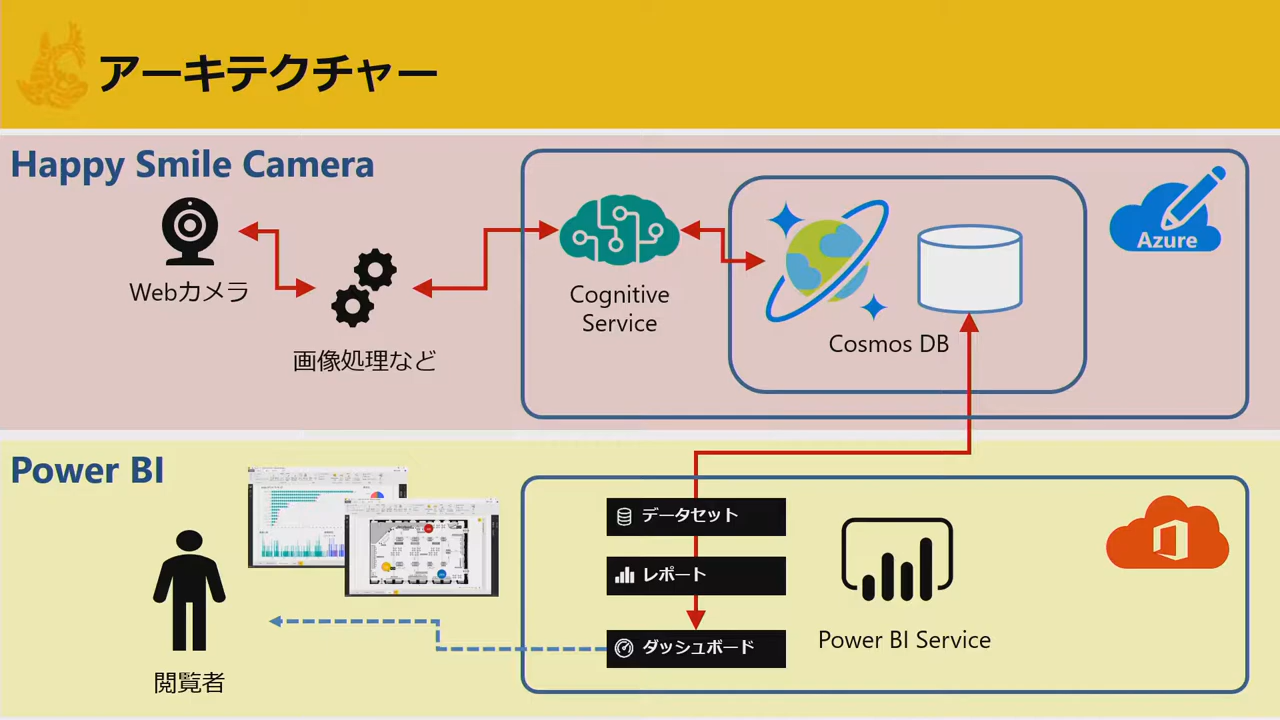 アーキテクチャー
Happy Smile Camera
Webカメラ
画像処理など
Cognitive
Service
Cosmos DB
Azure
Power BI
閲覧者
データセット
レポート
ダッシュボード
Power BI Service